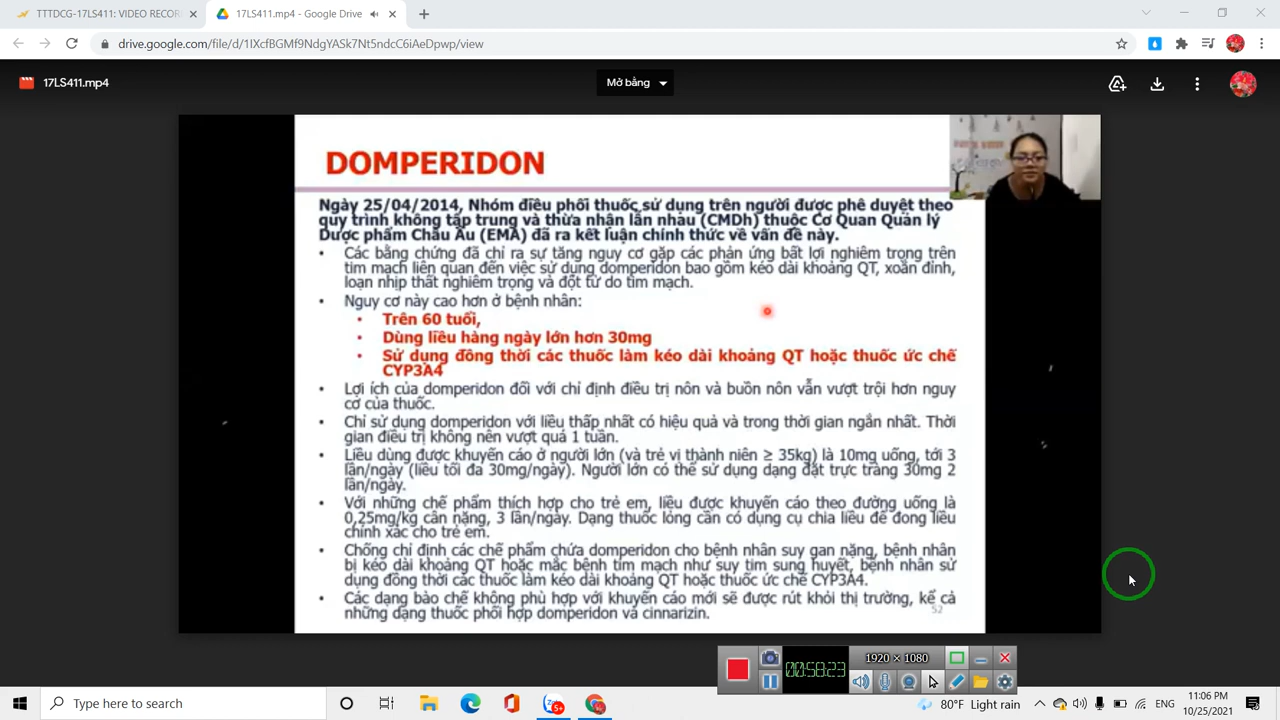 TTTDCG-17LS411: VIDEO RECOR
17LS411.mp4 - Google Drive
drive.google.com/file/d/1IXcfBGMf9NdgYASk7Nt5ndcC6iAeDpwp/view
17LS411.mp4
Mở bằng
DOMPERIDON
Ngày 25/04/2014, Nhóm điều phối thuốc sử dụng trên người được phê duyệt theo
quy trình không tập trung và thừa nhận lẫn nhau (CMDh) thuộc Cơ Quan Quản lý
Dược phẩm Châu Âu (EMA) đã ra kết luận chính thức về vấn đề này.
• Các bằng chứng đã chỉ ra sự tăng nguy cơ gặp các phản ứng bất lợi nghiêm trọng trên
tim mạch liên quan đến việc sử dụng domperidon bao gồm kéo dài khoảng QT, xoắn đỉnh,
loạn nhịp thất nghiêm trọng và đột tử do tim mạch.
• Nguy cơ này cao hơn ở bệnh nhân:
• Trên 60 tuổi,
• Dùng liều hàng ngày lớn hơn 30mg
• Sử dụng đồng thời các thuốc làm kéo dài khoảng QT hoặc thuốc ức chế
CYP3A4
• Lợi ích của domperidon đối với chỉ định điều trị nôn và buồn nôn vẫn vượt trội hơn nguy
cơ của thuốc.
• Chỉ sử dụng domperidon với liều thấp nhất có hiệu quả và trong thời gian ngắn nhất. Thời
gian điều trị không nên vượt quá 1 tuần.
• Liều dùng được khuyến cáo ở người lớn (và trẻ vị thành niên ≥ 35kg) là 10mg uống, tới 3
lần/ngày (liều tối đa 30mg/ngày). Người lớn có thể sử dụng dạng đặt trực tràng 30mg 2
lần/ngày.
• Với những chế phẩm thích hợp cho trẻ em, liều được khuyến cáo theo đường uống là
0,25mg/kg cân nặng, 3 lần/ngày. Dạng thuốc lỏng cần có dụng cụ chia liều để đong liều
chính xác cho trẻ em.
• Chống chỉ định các chế phẩm chứa domperidon cho bệnh nhân suy gan nặng, bệnh nhân
bị kéo dài khoảng QT hoặc mắc bệnh tim mạch như suy tim sung huyết, bệnh nhân sử
dụng đồng thời các thuốc làm kéo dài khoảng QT hoặc thuốc ức chế CYP3A4.
• Các dạng bào chế không phù hợp với khuyến cáo mới sẽ được rút khỏi thị trường, kể cả
những dạng thuốc phối hợp domperidon và cinnarizin.
52
00:58:23
1920 × 1080
Type here to search
5+
80°F Light rain
ENG
11:06 PM
10/25/2021